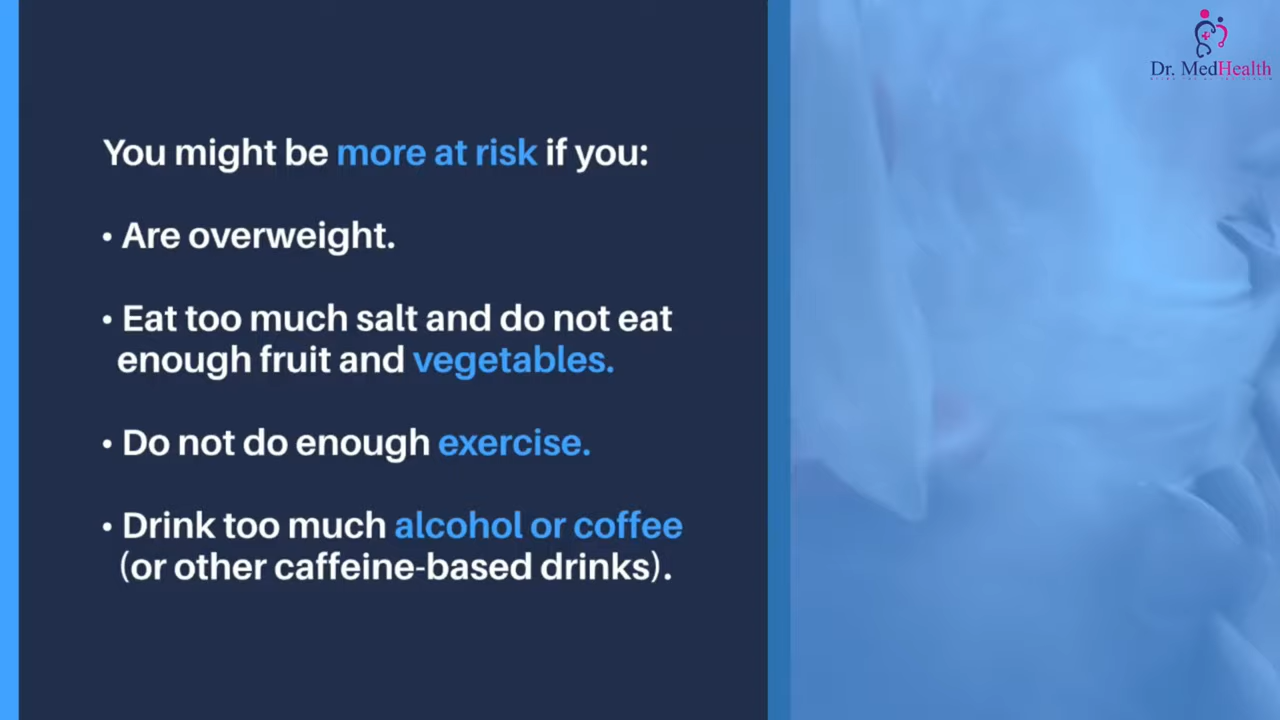 Dr. MedHealth
You might be more at risk if you:
• Are overweight.
• Eat too much salt and do not eat
enough fruit and vegetables.
• Do not do enough exercise.
• Drink too much alcohol or coffee
(or other caffeine-based drinks).